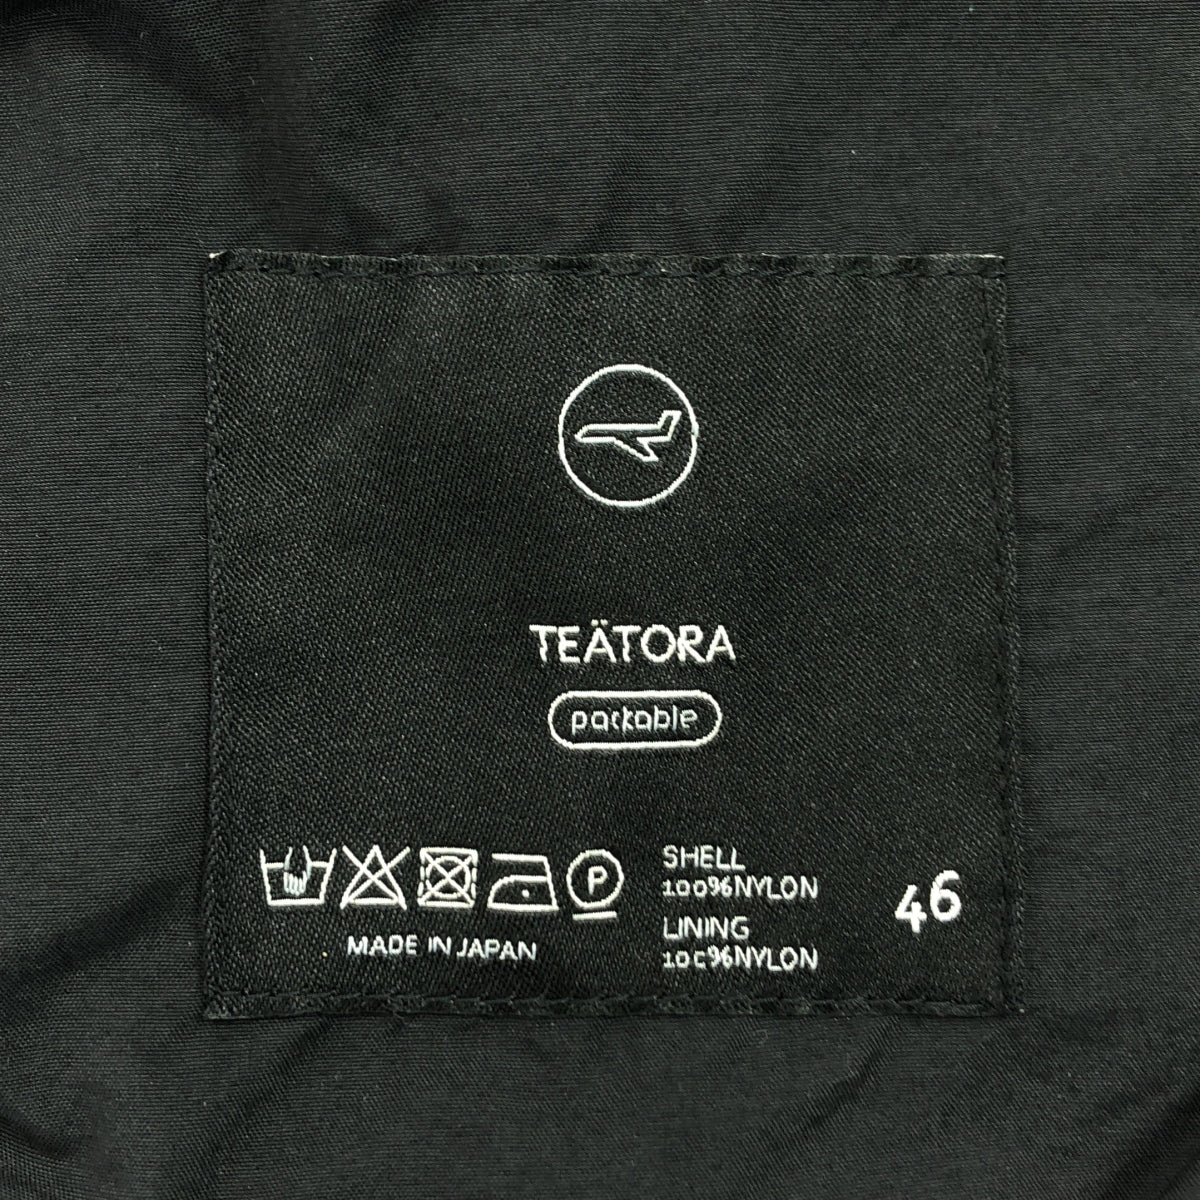 TEÄTORA
packable
P
MADE IN JAPAN
SHELL
100%NYLON
LINING
100%NYLON
46